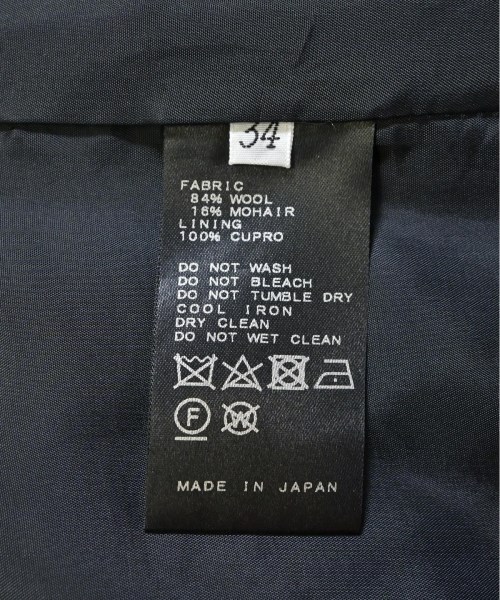 34
FABRIC
84% WOOL
16% MOHAIR
LINING
100% CUPRO
DO NOT WASH
DO NOT BLEACH
DO NOT TUMBLE DRY
COOL IRON
DRY CLEAN
DO NOT WET CLEAN
F W
MADE IN JAPAN